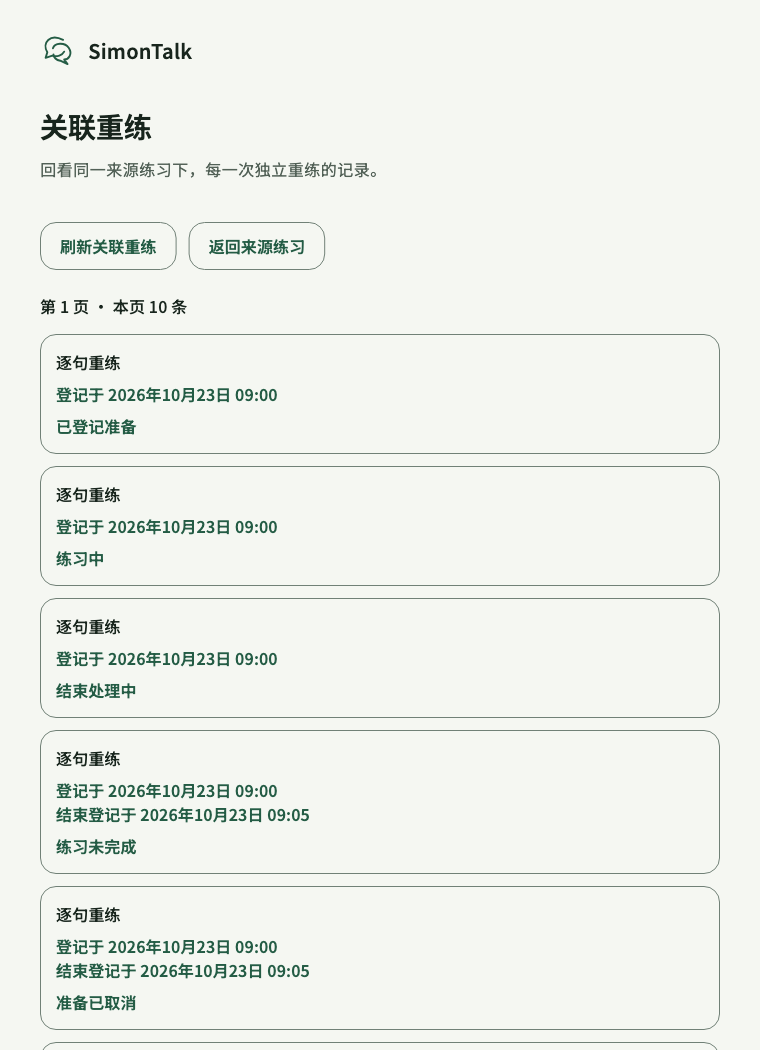 SimonTalk
关联重练
回看同一来源练习下，每一次独立重练的记录。
刷新关联重练 返回来源练习
第 1 页 · 本页 10 条
逐句重练
登记于 2026年10月23日 09:00
已登记准备
逐句重练
登记于 2026年10月23日 09:00
练习中
逐句重练
登记于 2026年10月23日 09:00
结束处理中
逐句重练
登记于 2026年10月23日 09:00
结束登记于 2026年10月23日 09:05
练习未完成
逐句重练
登记于 2026年10月23日 09:00
结束登记于 2026年10月23日 09:05
准备已取消